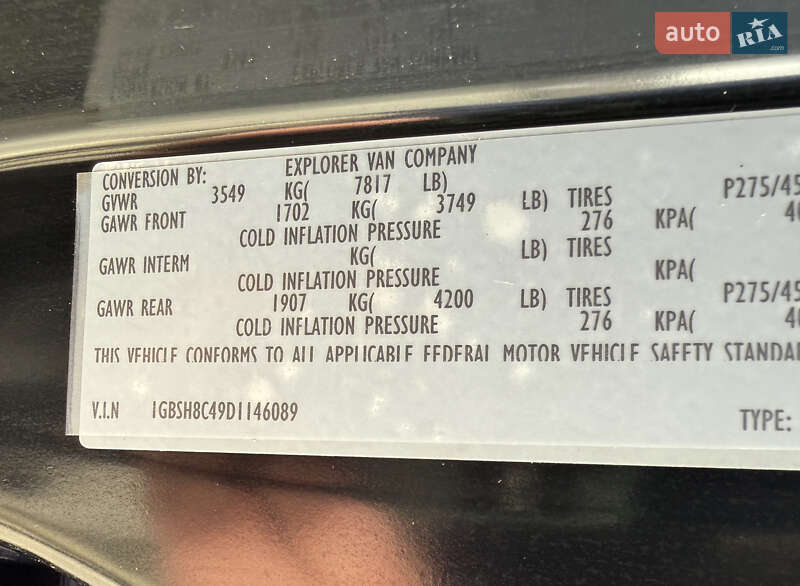 auto RIA .com
CONVERSION BY: EXPLORER VAN COMPANY
GVWR 3549 KG( 7817 LB)
GAWR FRONT 1702 KG( 3749 LB) TIRES P275/45
COLD INFLATION PRESSURE 276 KPA( 40
GAWR INTERM KG( LB) TIRES
COLD INFLATION PRESSURE KPA(
GAWR REAR 1907 KG( 4200 LB) TIRES P275/45
COLD INFLATION PRESSURE 276 KPA( 40
THIS VEHICLE CONFORMS TO ALL APPLICABLE FEDERAL MOTOR VEHICLE SAFETY STANDA
V.I.N 1GBSH8C49D1146089
TYPE: